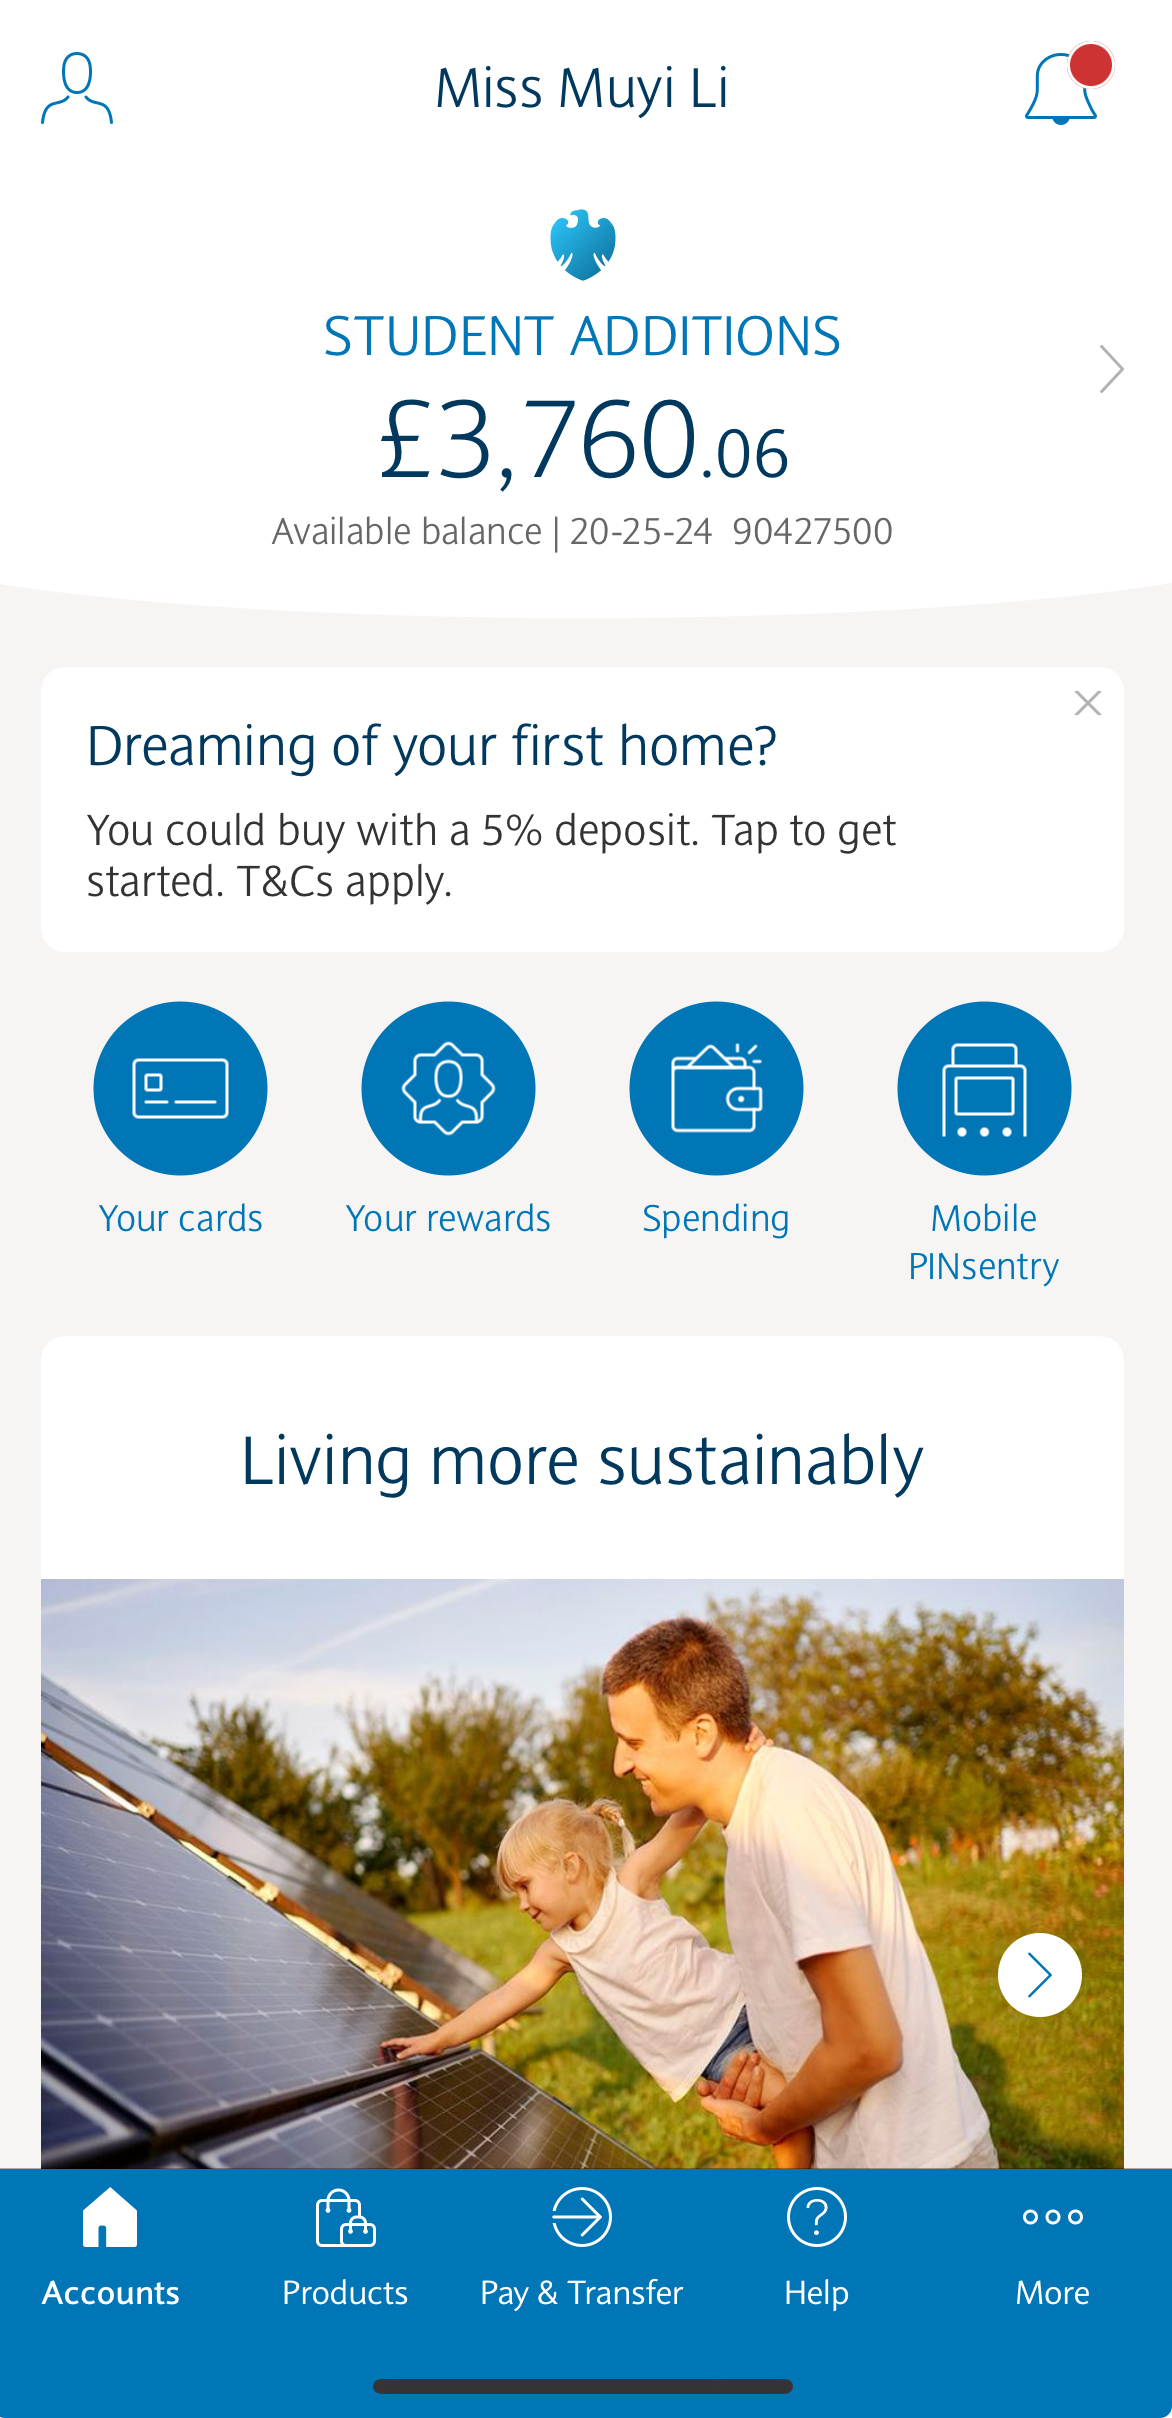 Miss Muyi Li
STUDENT ADDITIONS
£3,760.06
Available balance | 20-25-24 90427500
Dreaming of your first home?
You could buy with a 5% deposit. Tap to get
started. T&Cs apply.
Your cards
Your rewards
Spending
Mobile
PINsentry
Living more sustainably
Accounts
Products
Pay & Transfer
Help
More